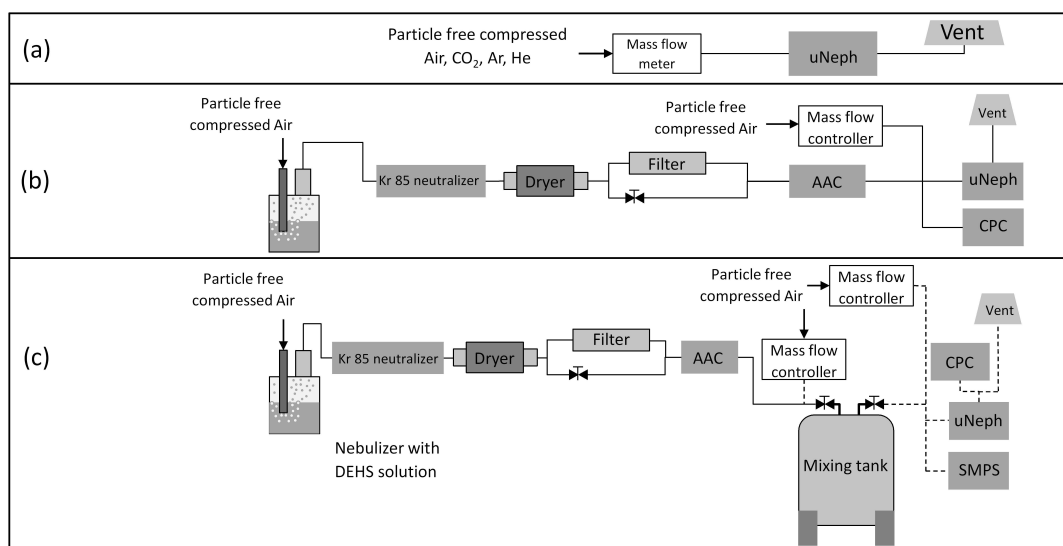 (a)
Particle free compressed
Air, CO₂, Ar, He
Mass flow
meter
uNeph
Vent
(b)
Particle free
compressed Air
Kr 85 neutralizer
Dryer
Filter
AAC
Particle free
compressed Air
Mass flow
controller
Vent
uNeph
CPC
(c)
Particle free
compressed Air
Kr 85 neutralizer
Dryer
Filter
AAC
Particle free
compressed Air
Mass flow
controller
Mass flow
controller
Vent
CPC
uNeph
SMPS
Mixing tank
Nebulizer with
DEHS solution